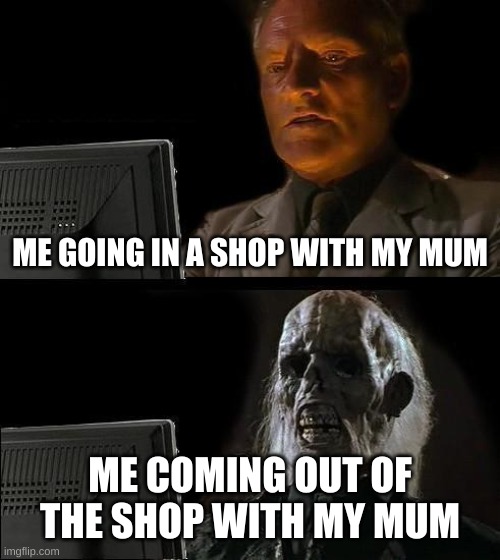 ME GOING IN A SHOP WITH MY MUM
ME COMING OUT OF
THE SHOP WITH MY MUM
imgflip.com